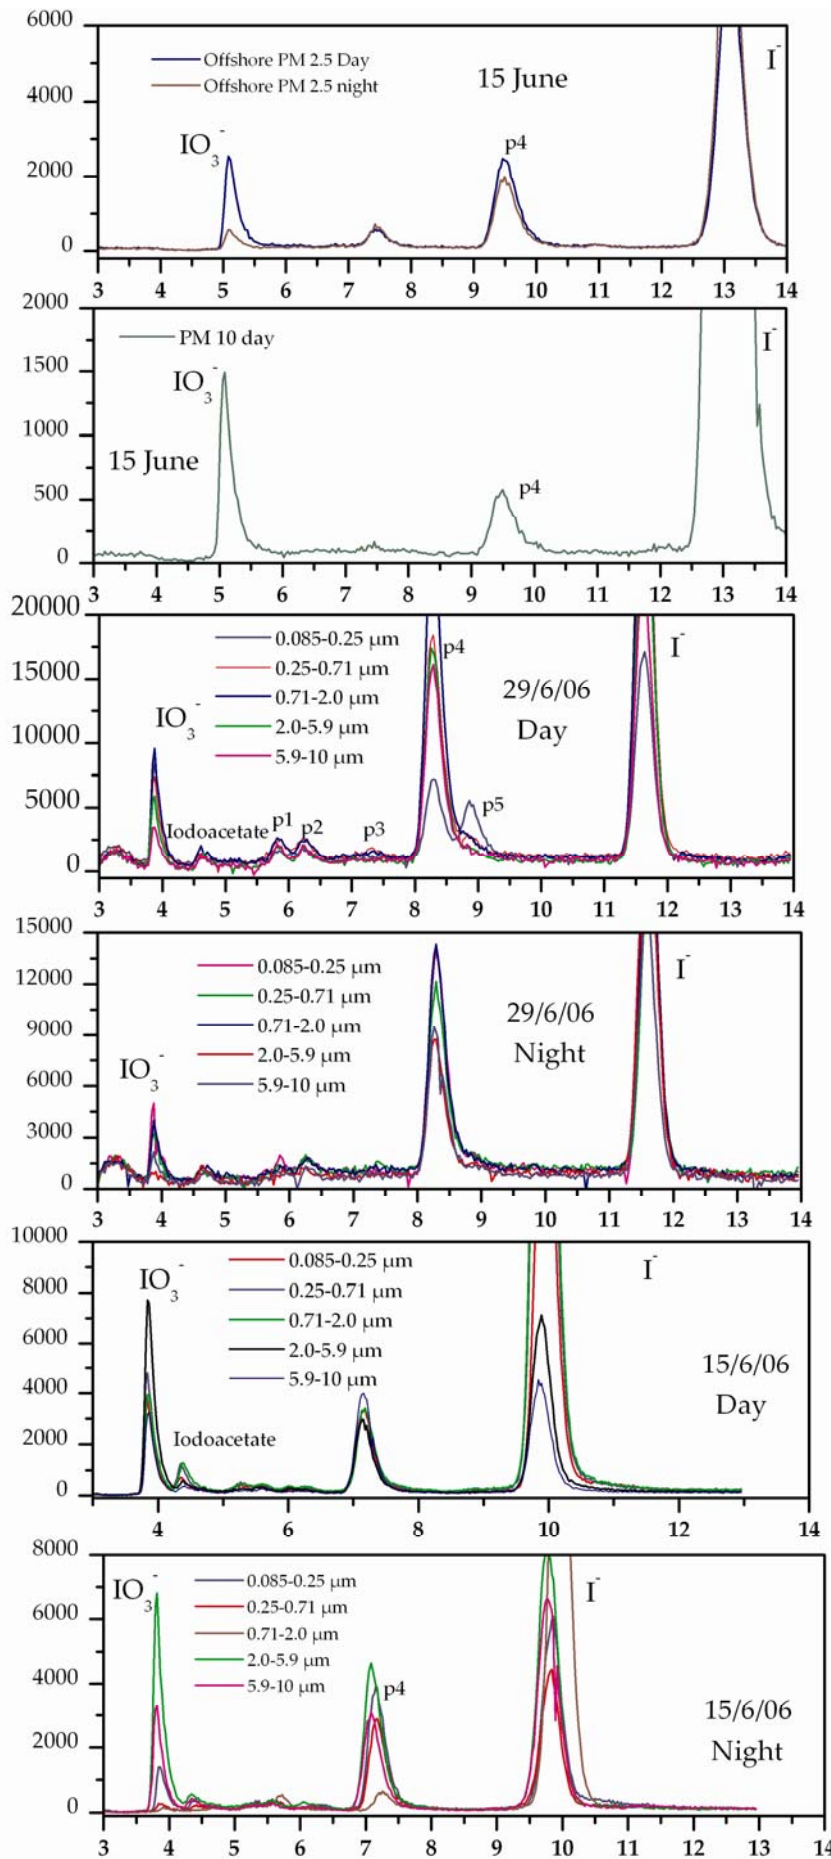 6000
4000
2000
0
Offshore PM 2.5 Day
Offshore PM 2.5 night
15 June
IO3-
p4
I-
3 4 5 6 7 8 9 10 11 12 13 14
2000
1500
1000
500
0
PM 10 day
IO3-
15 June
p4
I-
3 4 5 6 7 8 9 10 11 12 13 14
20000
15000
10000
5000
0
0.085-0.25 µm
0.25-0.71 µm
0.71-2.0 µm
2.0-5.9 µm
5.9-10 µm
IO3-
Iodoacetate
p1
p2
p3
p4
p5
29/6/06
Day
I-
3 4 5 6 7 8 9 10 11 12 13 14
15000
12000
9000
6000
3000
0
0.085-0.25 µm
0.25-0.71 µm
0.71-2.0 µm
2.0-5.9 µm
5.9-10 µm
IO3-
29/6/06
Night
I-
3 4 5 6 7 8 9 10 11 12 13 14
10000
8000
6000
4000
2000
0
IO3-
0.085-0.25 µm
0.25-0.71 µm
0.71-2.0 µm
2.0-5.9 µm
5.9-10 µm
Iodoacetate
I-
15/6/06
Day
4 6 8 10 12 14
8000
6000
4000
2000
0
IO3-
0.085-0.25 µm
0.25-0.71 µm
0.71-2.0 µm
2.0-5.9 µm
5.9-10 µm
p4
I-
15/6/06
Night
3 4 5 6 7 8 9 10 11 12 13 14